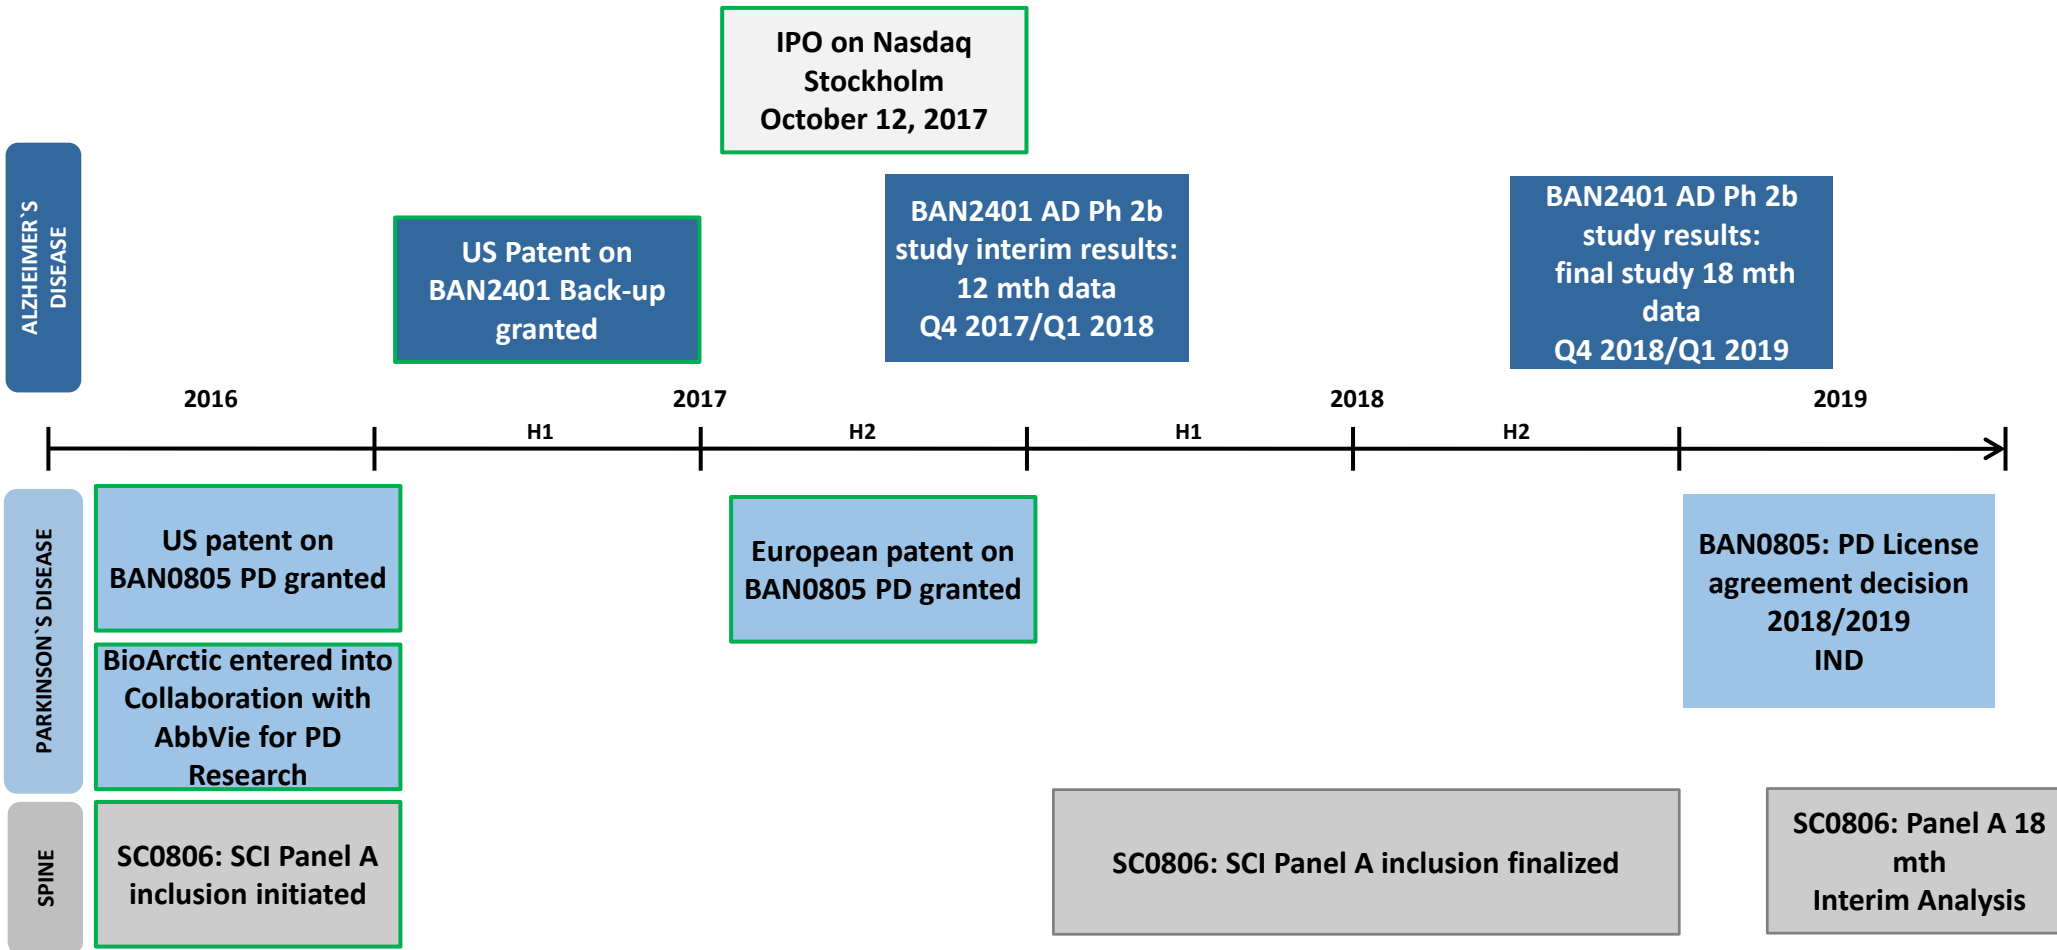 IPO on Nasdaq
Stockholm
October 12, 2017
ALZHEIMER`S
DISEASE
US Patent on
BAN2401 Back-up
granted
BAN2401 AD Ph 2b
study interim results:
12 mth data
Q4 2017/Q1 2018
BAN2401 AD Ph 2b
study results:
final study 18 mth
data
Q4 2018/Q1 2019
2016
2017
2018
2019
H1
H2
H1
H2
PARKINSON`S DISEASE
US patent on
BAN0805 PD granted
European patent on
BAN0805 PD granted
BAN0805: PD License
agreement decision
2018/2019
IND
BioArctic entered into
Collaboration with
AbbVie for PD
Research
SPINE
SC0806: SCI Panel A
inclusion initiated
SC0806: SCI Panel A inclusion finalized
SC0806: Panel A 18
mth
Interim Analysis